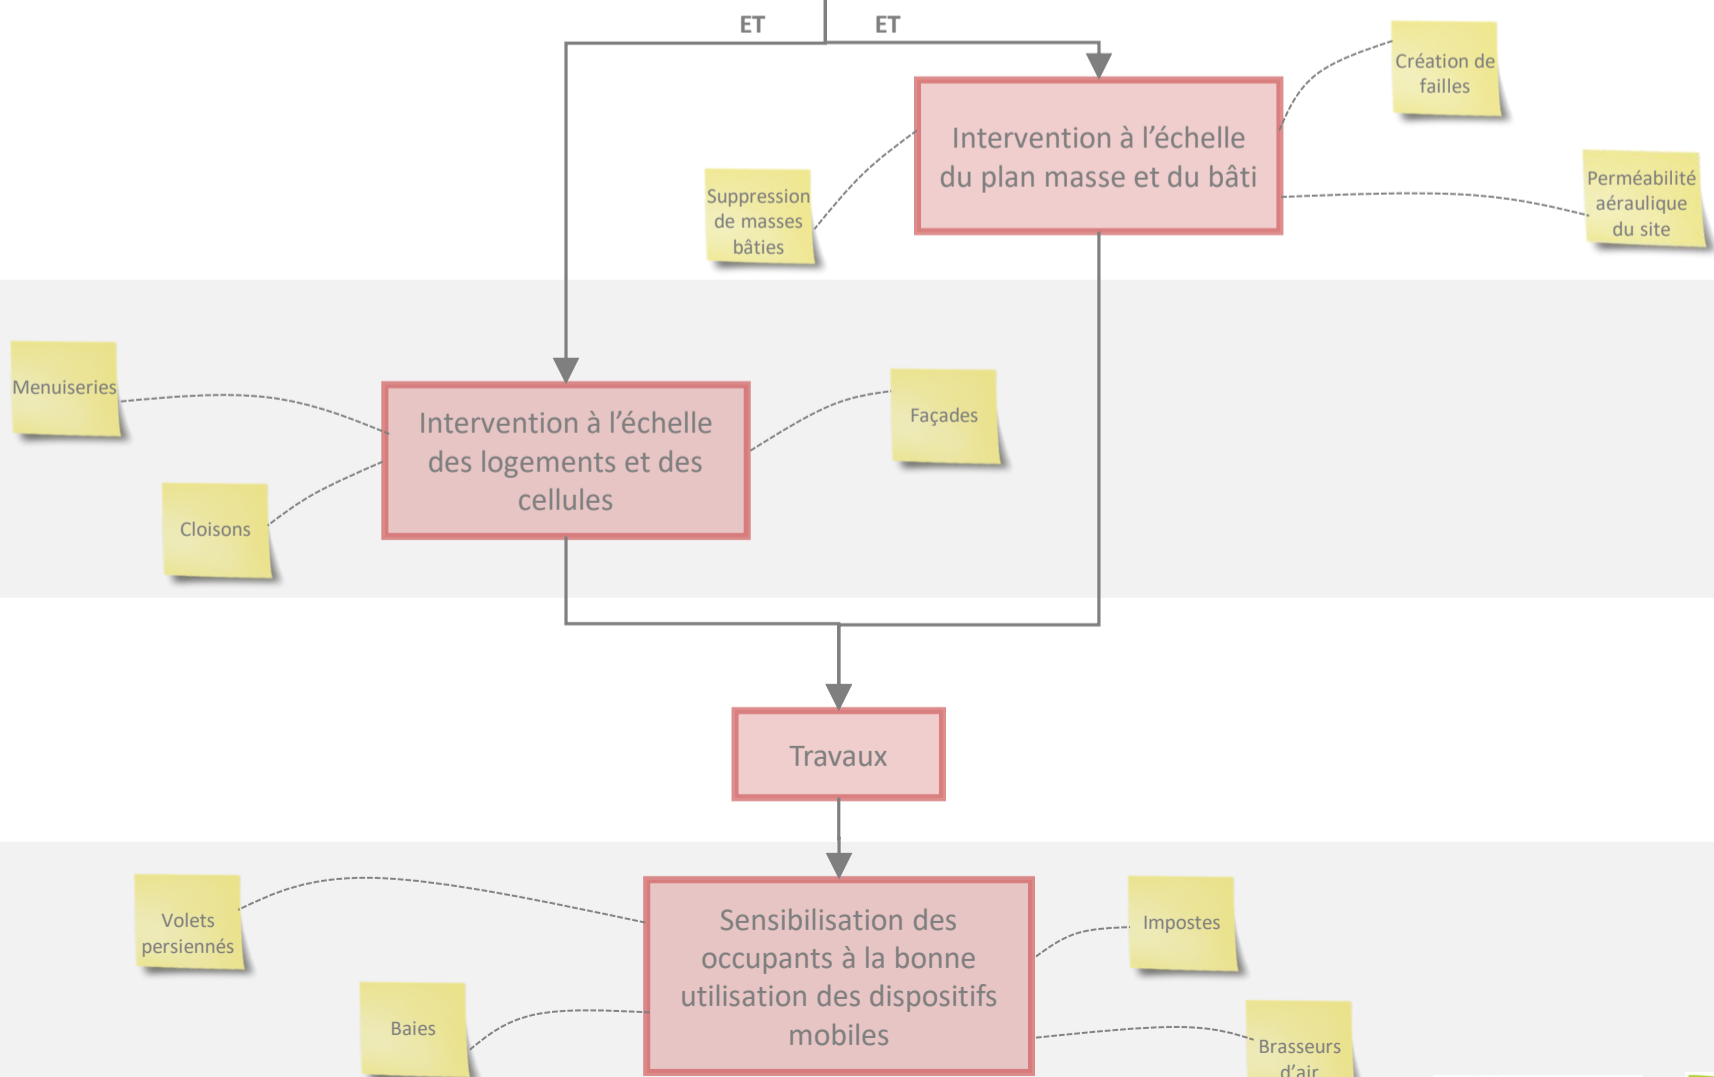 ET ET
Création de
failles
Intervention à l’échelle
du plan masse et du bâti
Suppression
de masses
bâties
Perméabilité
aéraulique
du site
Menuiseries
Intervention à l’échelle
des logements et des
cellules
Façades
Cloisons
Travaux
Volets
persiennés
Sensibilisation des
occupants à la bonne
utilisation des dispositifs
mobiles
Impostes
Baies
Brasseurs
d’air